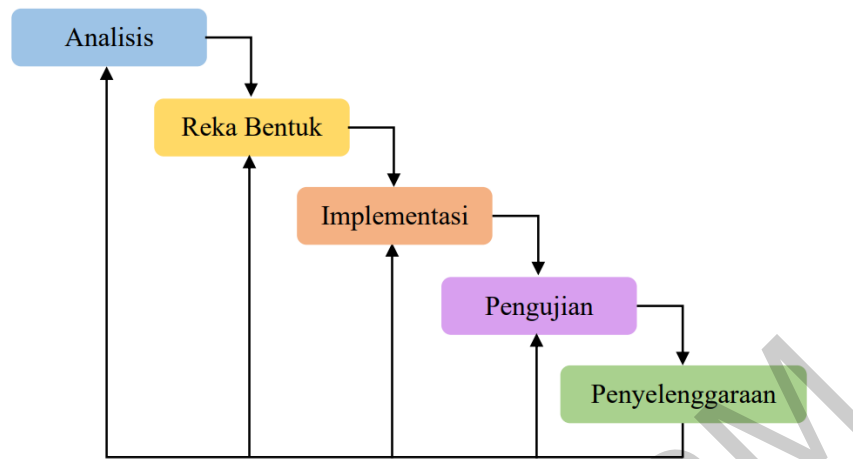 Analisis
Reka Bentuk
Implementasi
Pengujian
Penyelenggaraan